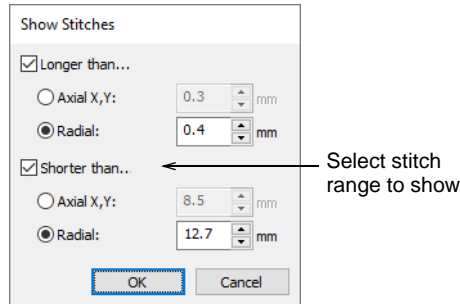 Show Stitches
Longer than...
Axial X,Y: 0.3 mm
Radial: 0.4 mm
Shorter than...
Select stitch
range to show
Axial X,Y: 8.5 mm
Radial: 12.7 mm
OK Cancel